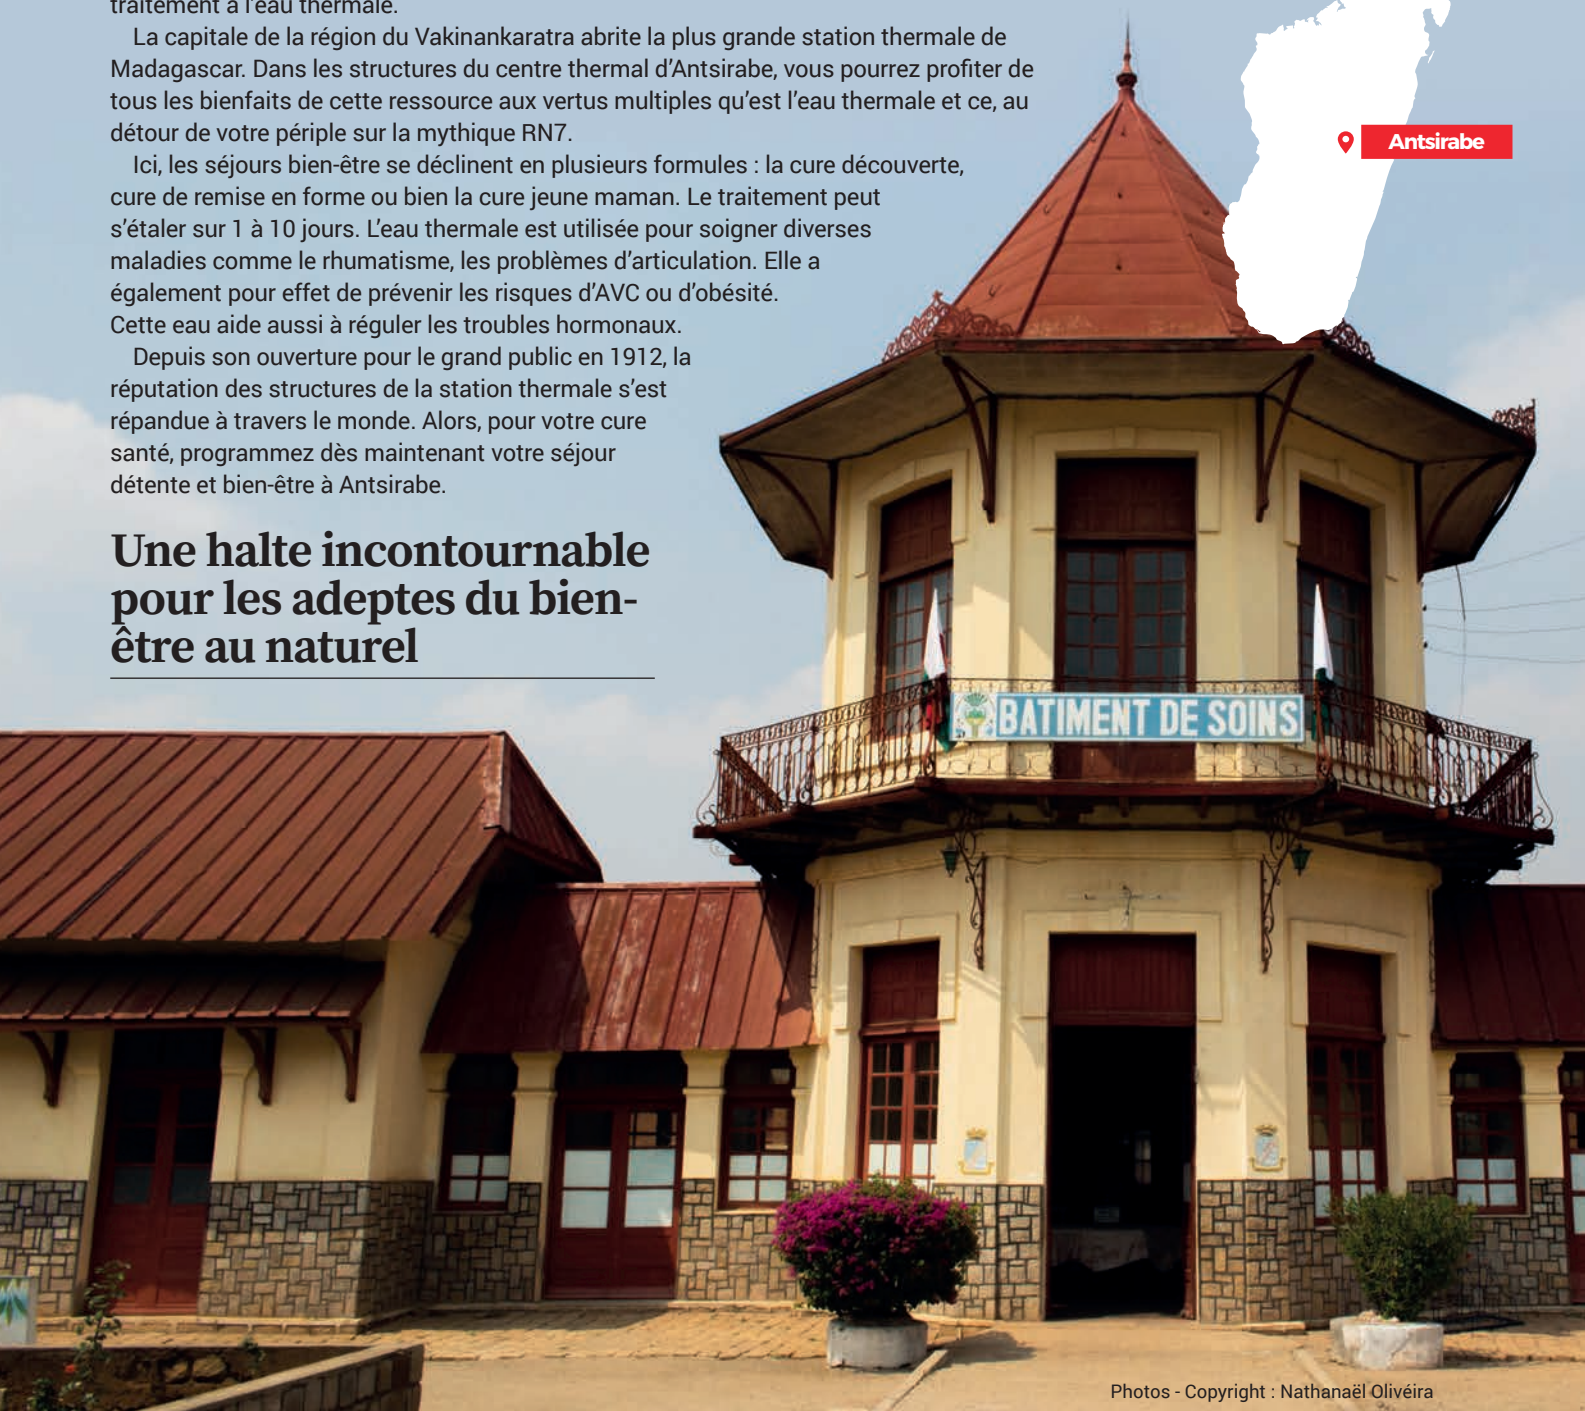 traitement à l'eau thermale.
La capitale de la région du Vakinankaratra abrite la plus grande station thermale de
Madagascar. Dans les structures du centre thermal d'Antsirabe, vous pourrez profiter de
tous les bienfaits de cette ressource aux vertus multiples qu'est l'eau thermale et ce, au
détour de votre périple sur la mythique RN7.
Ici, les séjours bien-être se déclinent en plusieurs formules : la cure découverte,
cure de remise en forme ou bien la cure jeune maman. Le traitement peut
s'étaler sur 1 à 10 jours. L'eau thermale est utilisée pour soigner diverses
maladies comme le rhumatisme, les problèmes d'articulation. Elle a
également pour effet de prévenir les risques d'AVC ou d'obésité.
Cette eau aide aussi à réguler les troubles hormonaux.
Depuis son ouverture pour le grand public en 1912, la
réputation des structures de la station thermale s'est
répandue à travers le monde. Alors, pour votre cure
santé, programmez dès maintenant votre séjour
détente et bien-être à Antsirabe.
Une halte incontournable
pour les adeptes du bien-
être au naturel
Antsirabe
BATIMENT DE SOINS
Photos - Copyright : Nathanaël Olivéira